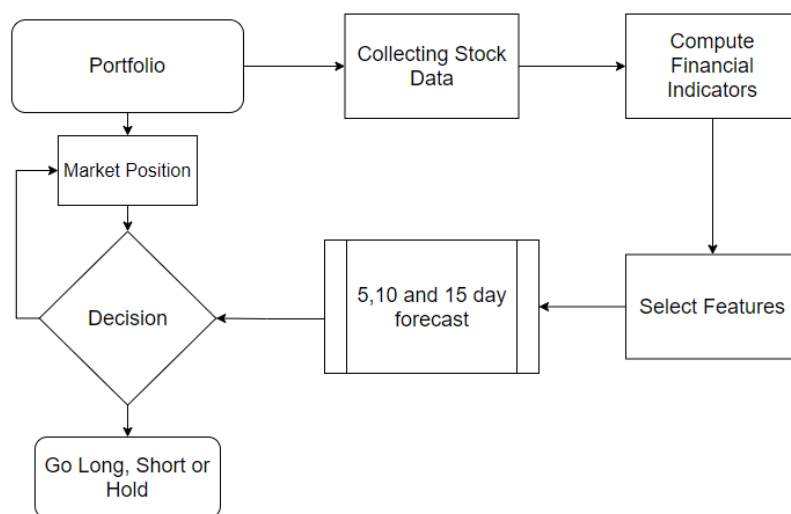 Portfolio
Collecting Stock
Data
Compute
Financial
Indicators
Market Position
Decision
5,10 and 15 day
forecast
Select Features
Go Long, Short or
Hold